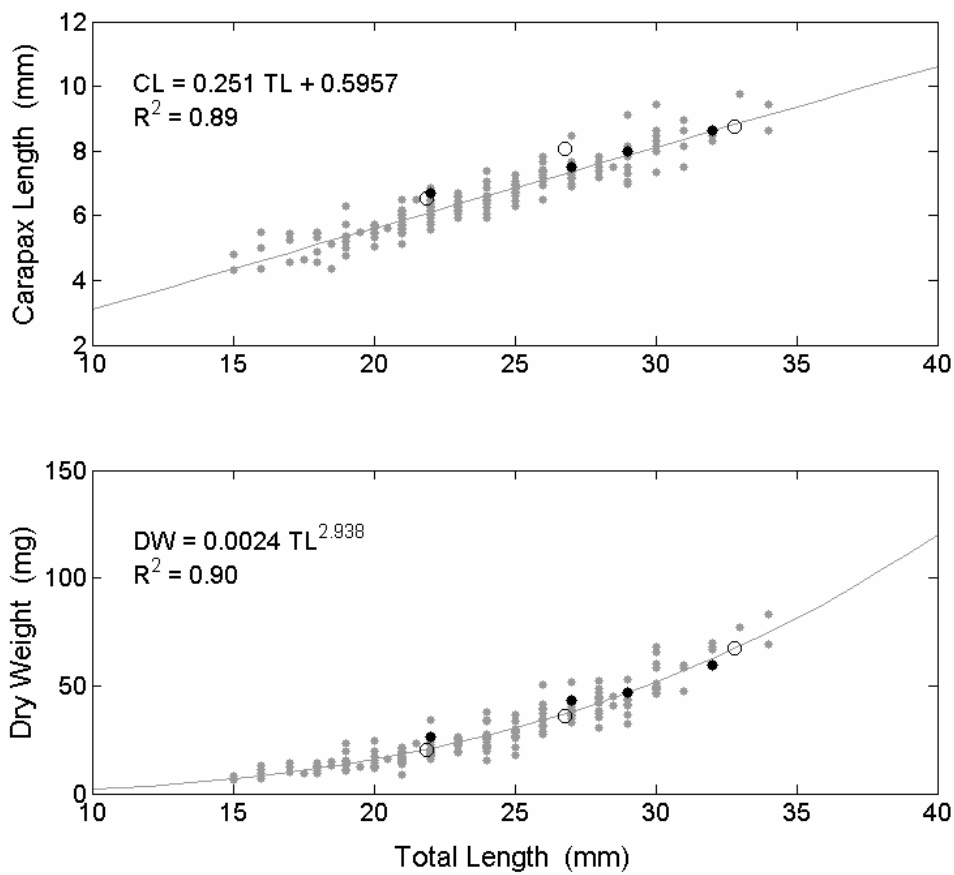 12
10
8
6
4
2
Carapax Length (mm)
CL = 0.251 TL + 0.5957
R² = 0.89
10 15 20 25 30 35 40
150
100
50
0
Dry Weight (mg)
DW = 0.0024 TL^2.938
R² = 0.90
10 15 20 25 30 35 40
Total Length (mm)